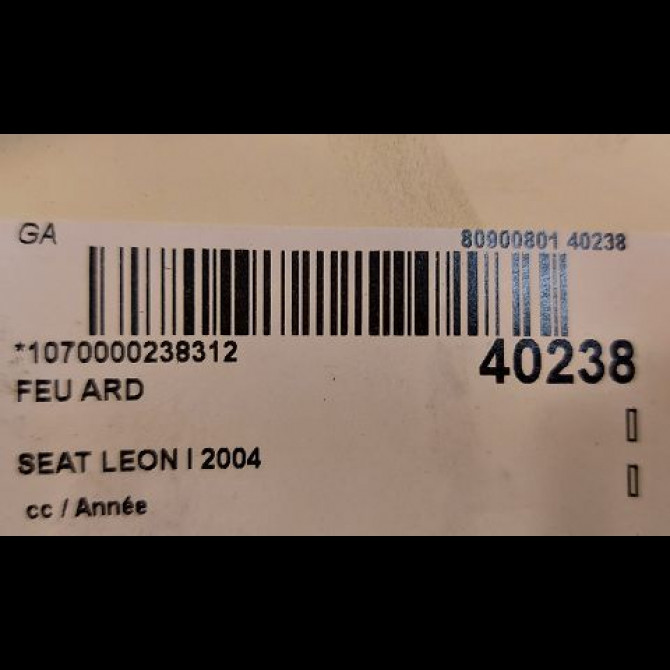 GA 80900801 40238
*1070000238312 40238
FEU ARD
SEAT LEON I 2004
cc / Année